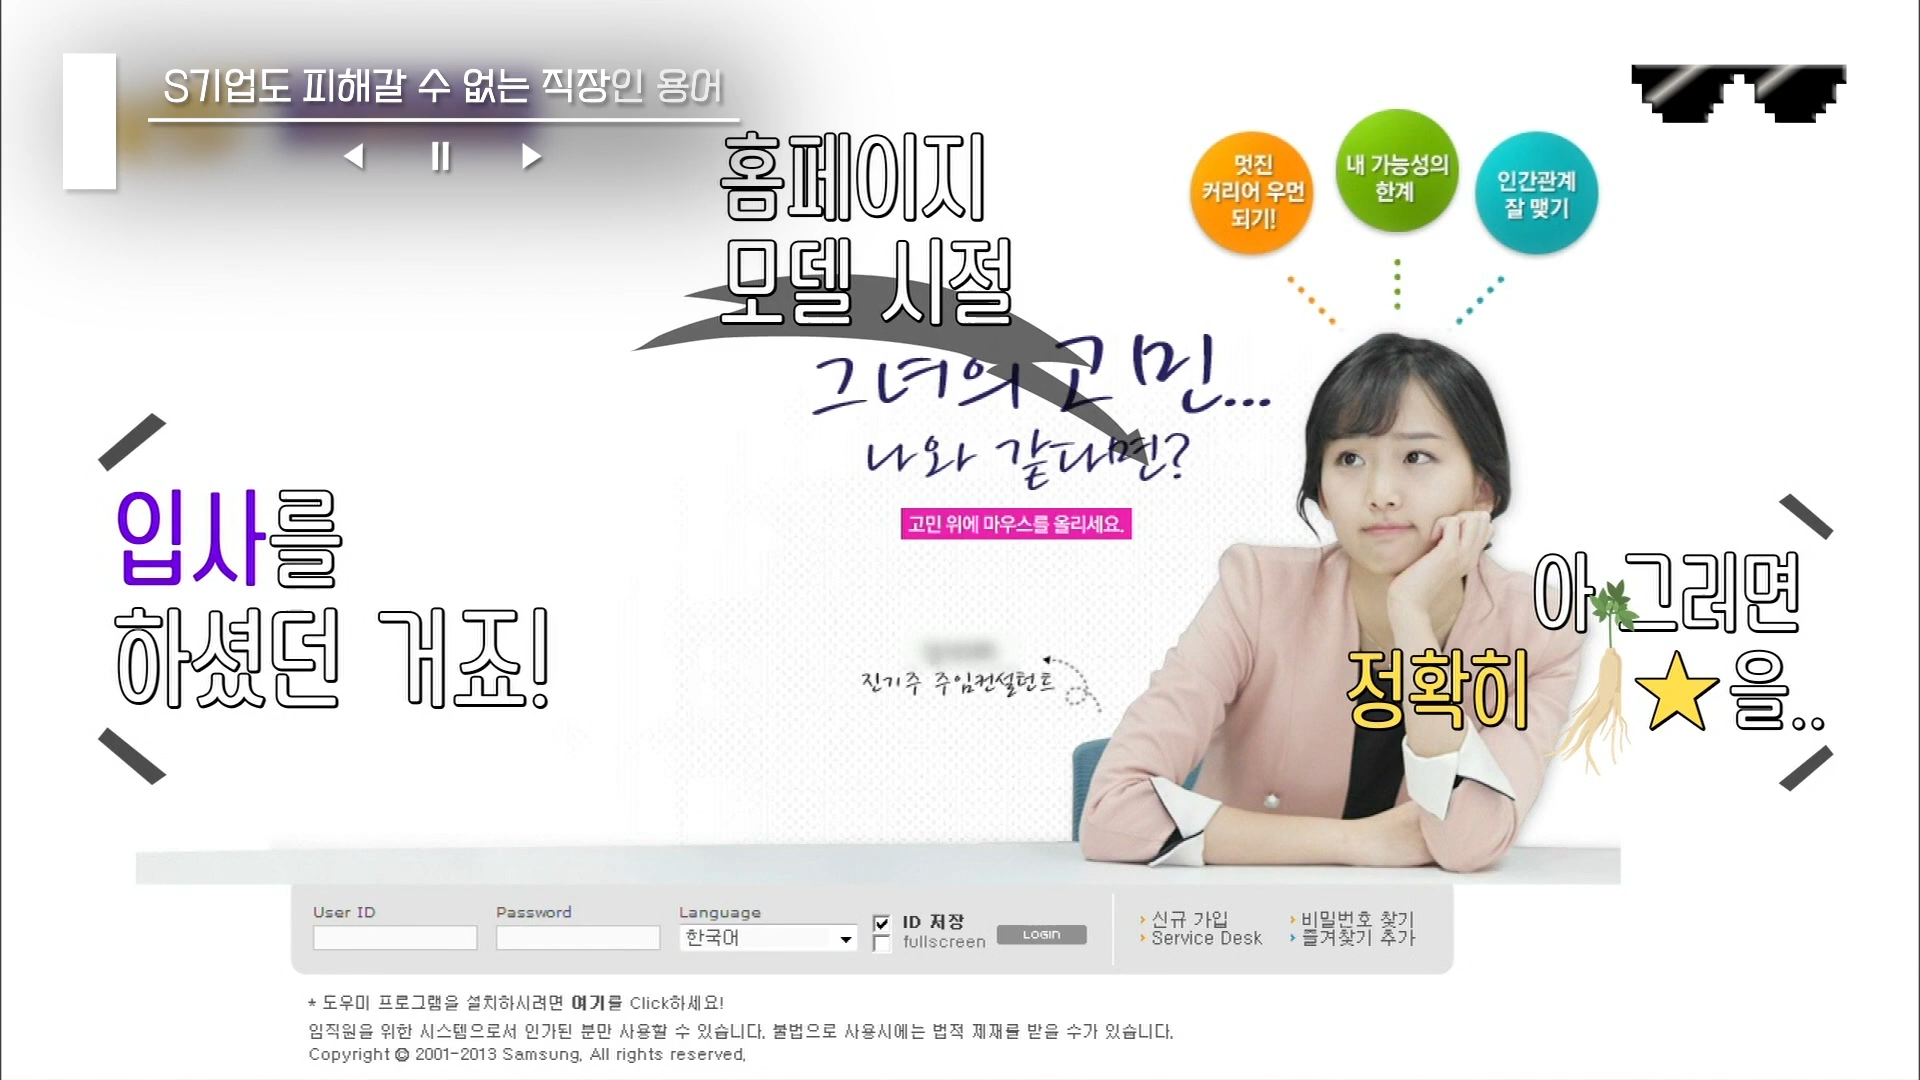 S기업도 피해갈 수 없는 직장인 용어
홈페이지
모델 시절
멋진
커리어 우먼
되기!
내 가능성의
한계
인간관계
잘 맺기
그녀의 고민...
나와 같다면?
고민 위에 마우스를 올리세요.
입사를
하셨던 거죠!
아 그러면
정확히
을..
진기주 주임컨설턴트
User ID
Password
Language
한국어
ID 저장
fullscreen
LOGIN
신규 가입
비밀번호 찾기
Service Desk
즐겨찾기 추가
* 도우미 프로그램을 설치하시려면 여기를 Click하세요!
임직원을 위한 시스템으로서 인가된 분만 사용할 수 있습니다. 불법으로 사용시에는 법적 제재를 받을 수가 있습니다.
Copyright © 2001-2013 Samsung, All rights reserved,